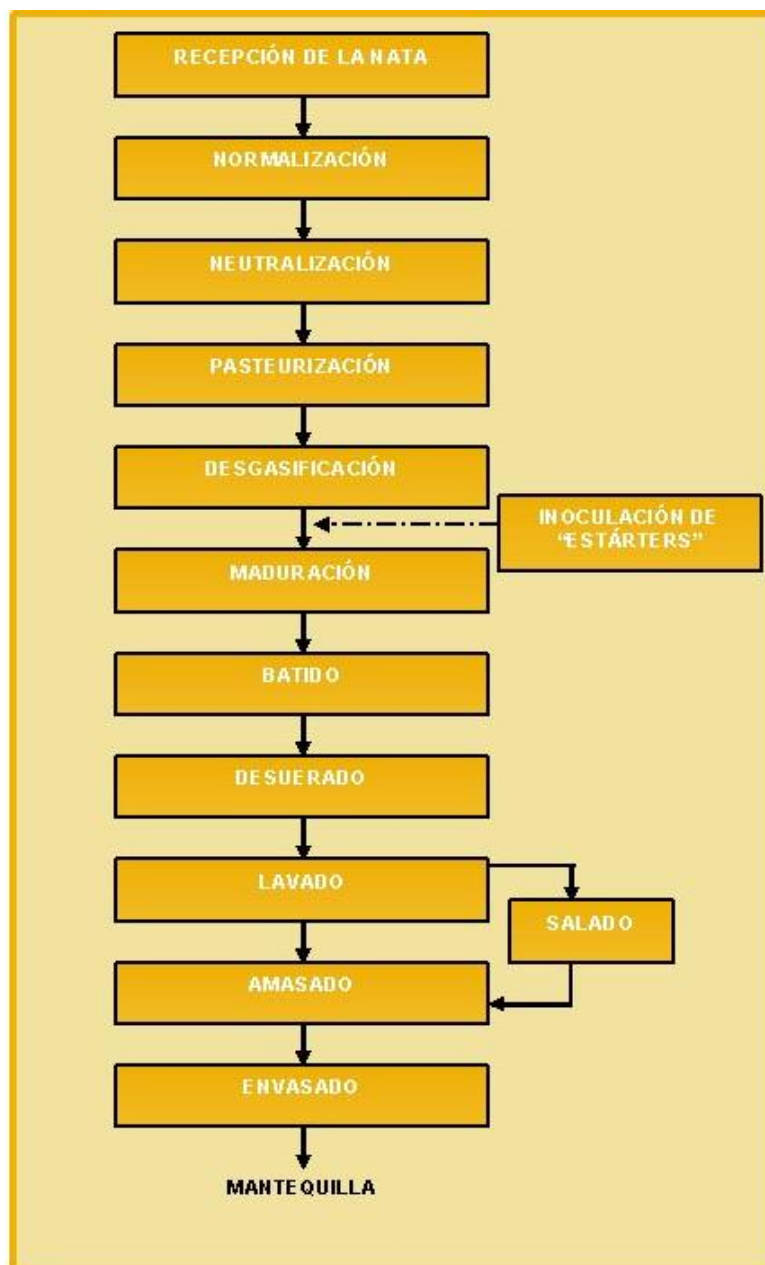 RECEPCIÓN DE LA NATA
NORMALIZACIÓN
NEUTRALIZACIÓN
PASTEURIZACIÓN
DESGASIFICACIÓN
INOCULACIÓN DE
“ESTÁRTERS”
MADURACIÓN
BATIDO
DESUERADO
LAVADO
SALADO
AMASADO
ENVASADO
MANTEQUILLA